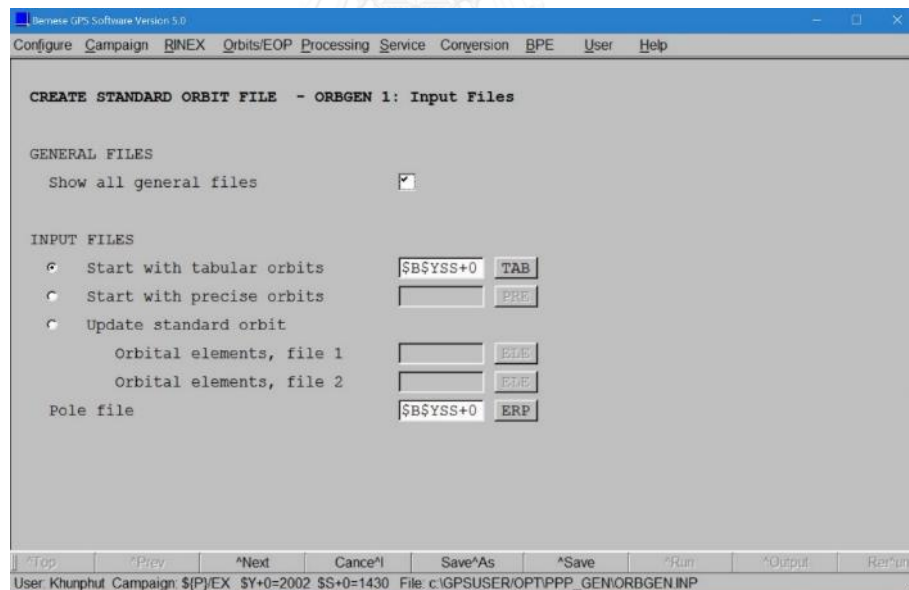 Bernese GPS Software Version 5.0
Configure Campaign RINEX Orbits/EOP Processing Service Conversion BPE User Help
CREATE STANDARD ORBIT FILE - ORBGEN 1: Input Files
GENERAL FILES
Show all general files
INPUT FILES
Start with tabular orbits $B$YSS+0 TAB
Start with precise orbits PRE
Update standard orbit
Orbital elements, file 1 ELE
Orbital elements, file 2 ELE
Pole file $B$YSS+0 ERP
^Top ^Prev ^Next Cance^l Save^As ^Save ^Run ^Output Rer^un
User: Khunphut Campaign: ${P}/EX $Y+0=2002 $S+0=1430 File: c:\GPSUSER/OPT\PPP_GEN\ORBGEN.INP